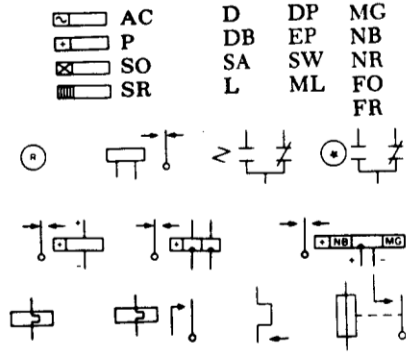 AC D DP MG
P DB EP NB
SO SA SW NR
SR L ML FO
FR
R
+ NB MG